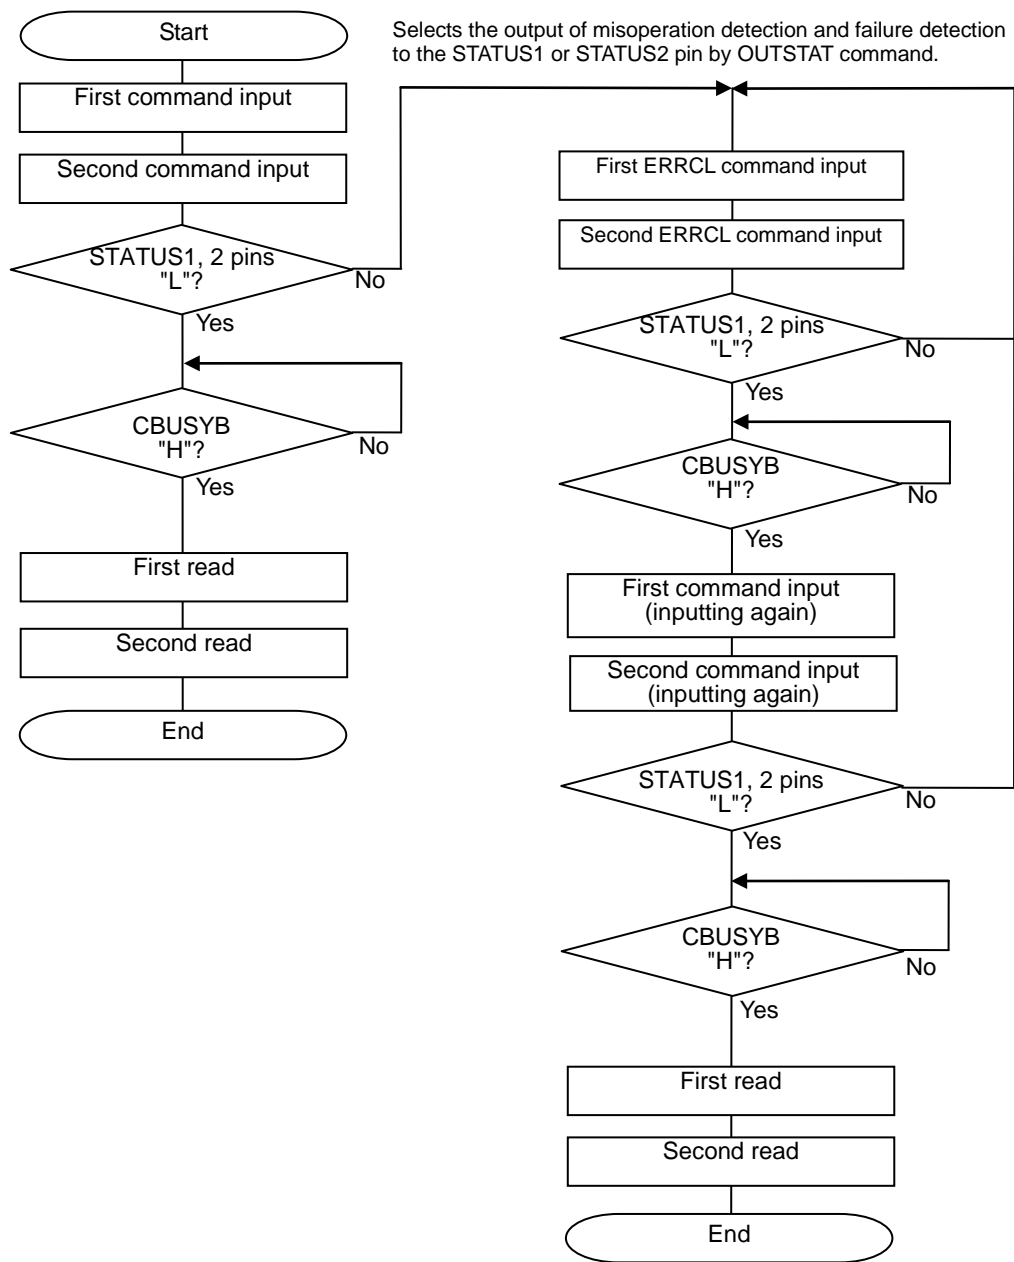 Start
First command input
Second command input
STATUS1, 2 pins
"L"?
No
Yes
CBUSYB
"H"?
No
Yes
First read
Second read
End
Selects the output of misoperation detection and failure detection
to the STATUS1 or STATUS2 pin by OUTSTAT command.
First ERRCL command input
Second ERRCL command input
STATUS1, 2 pins
"L"?
No
Yes
CBUSYB
"H"?
No
Yes
First command input
(inputting again)
Second command input
(inputting again)
STATUS1, 2 pins
"L"?
No
Yes
CBUSYB
"H"?
No
Yes
First read
Second read
End